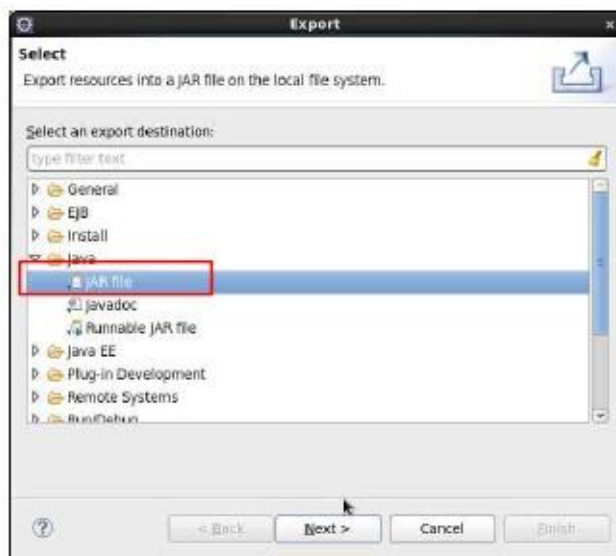 Export
Select
Export resources into a JAR file on the local file system.
Select an export destination:
type filter text
General
EJB
Install
Java
JAR file
Javadoc
Runnable JAR file
Java EE
Plug-in Development
Remote Systems
Run/Debug
< Back
Next >
Cancel
Finish